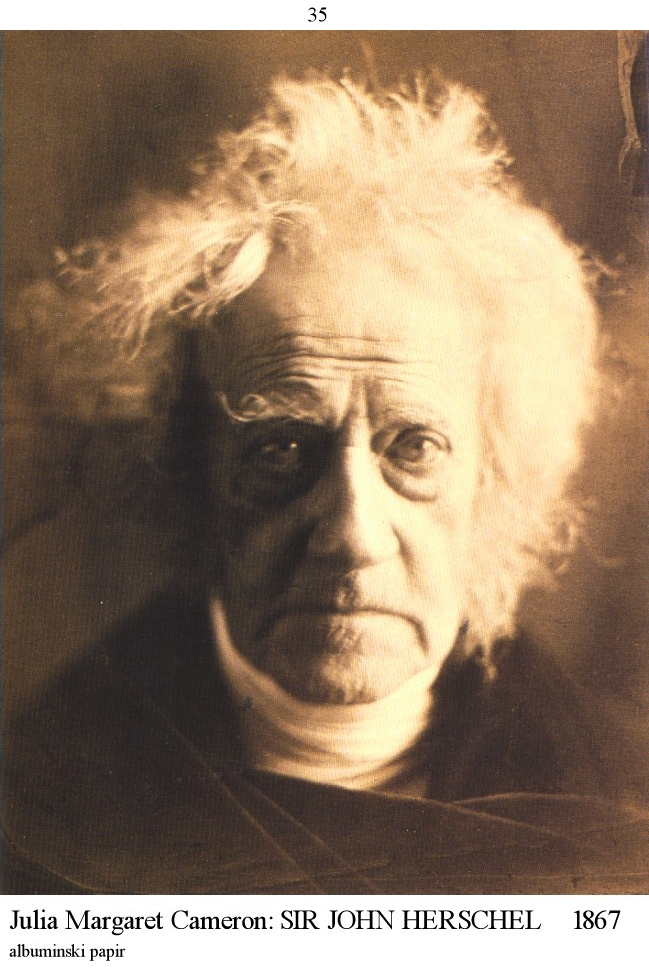 35
Julia Margaret Cameron: SIR JOHN HERSCHEL 1867
albuminski papir